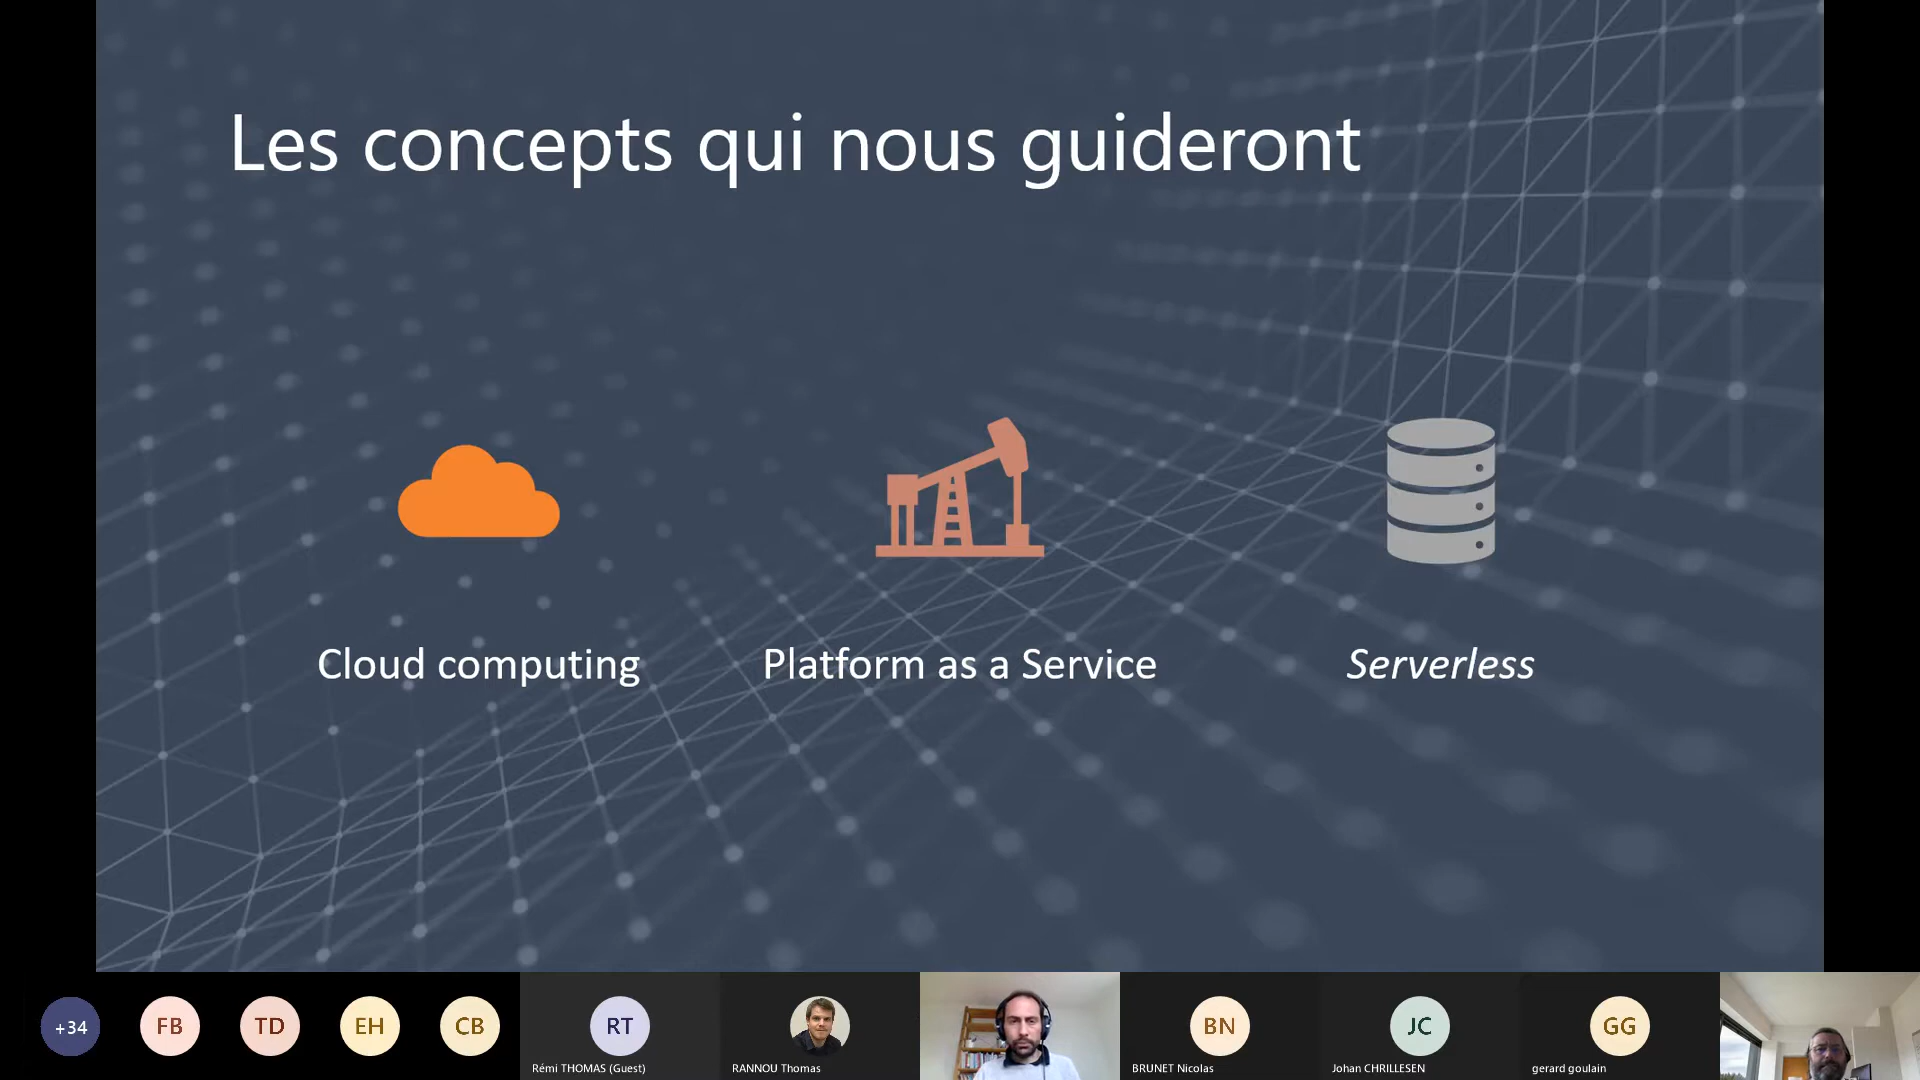 Les concepts qui nous guideront
Cloud computing
Platform as a Service
Serverless
+34
FB
TD
EH
CB
RT
Rémi THOMAS (Guest)
RANNOU Thomas
BN
BRUNET Nicolas
JC
Johan CHRILLESEN
GG
gerard goulain